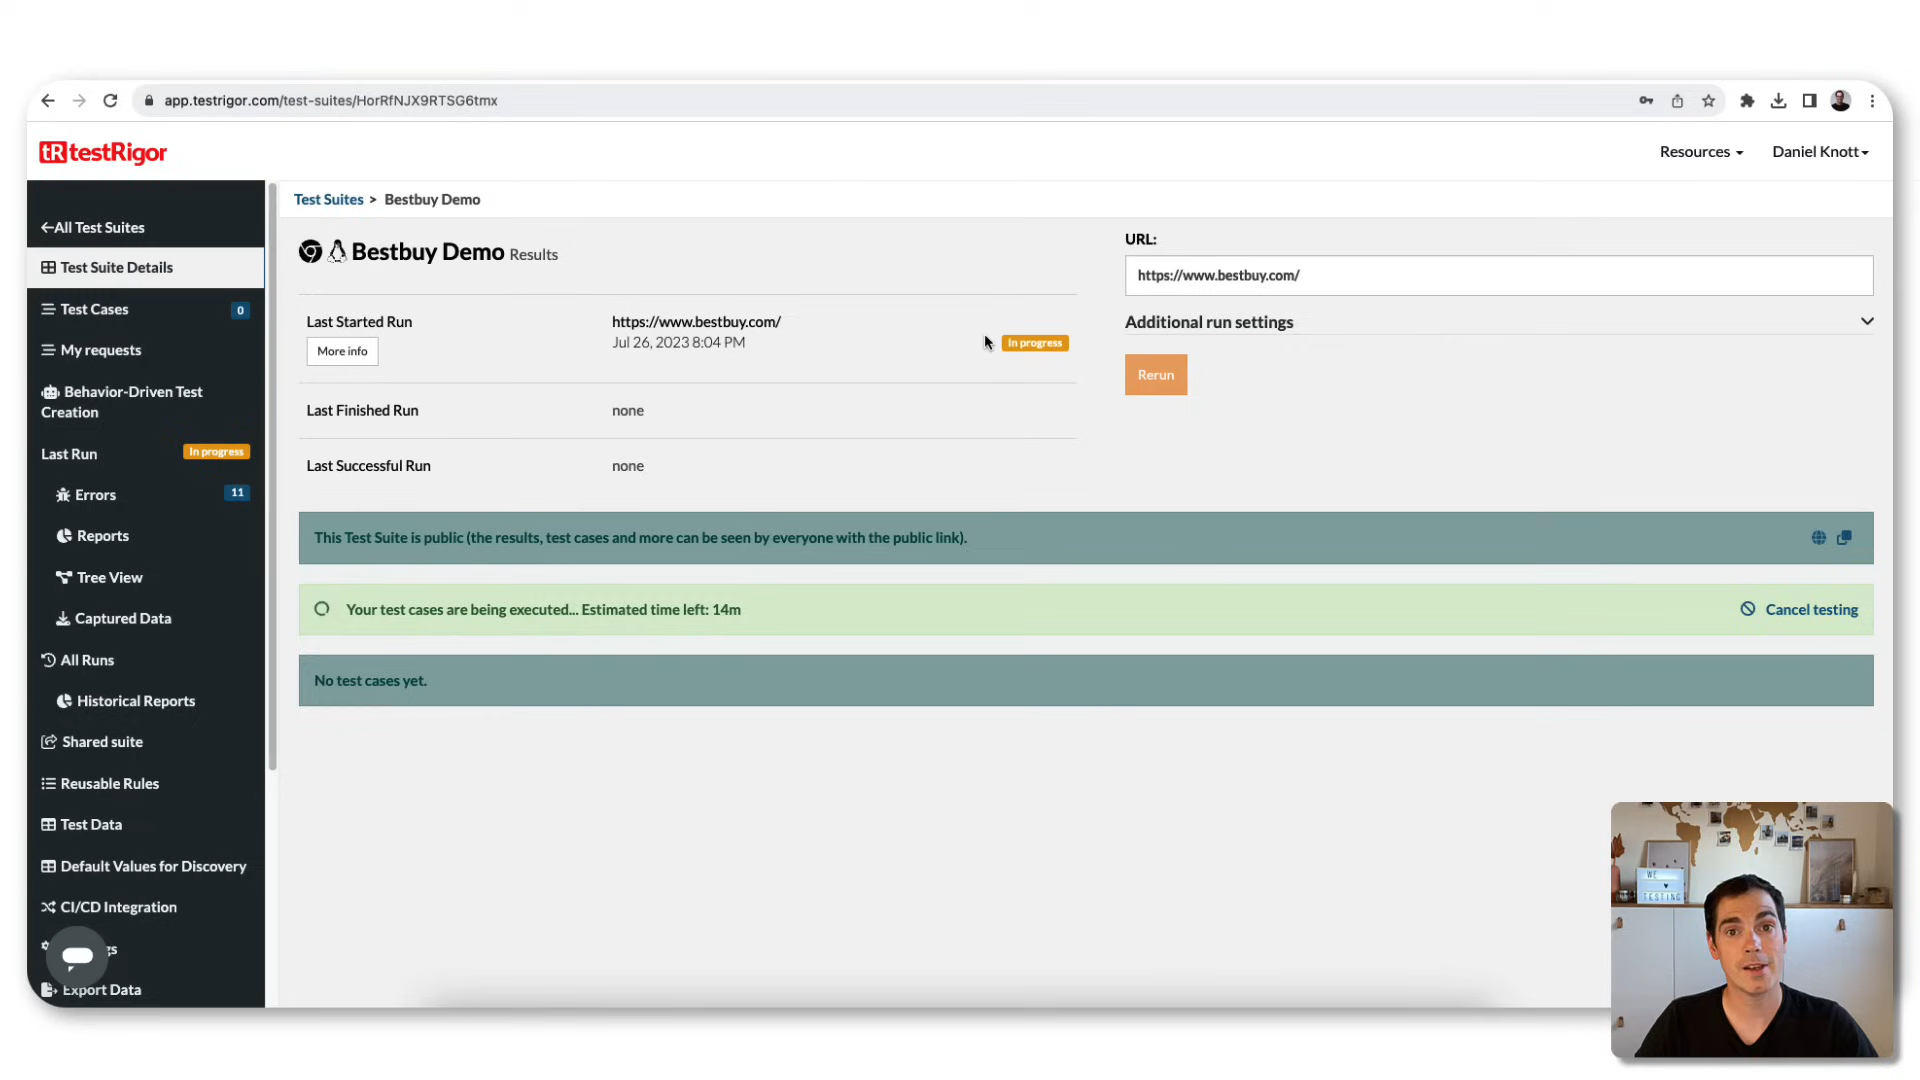 app.testrigor.com/test-suites/HorRfNJX9RTSG6tmx
tR testRigor
Resources
Daniel Knott
All Test Suites
Test Suites > Bestbuy Demo
Test Suite Details
Bestbuy Demo Results
URL:
https://www.bestbuy.com/
Test Cases 0
Last Started Run
https://www.bestbuy.com/
Jul 26, 2023 8:04 PM
In progress
More info
Additional run settings
My requests
Rerun
Behavior-Driven Test
Creation
Last Finished Run
none
Last Run
In progress
Last Successful Run
none
Errors
11
Reports
This Test Suite is public (the results, test cases and more can be seen by everyone with the public link).
Tree View
Captured Data
Your test cases are being executed... Estimated time left: 14m
Cancel testing
All Runs
No test cases yet.
Historical Reports
Shared suite
Reusable Rules
Test Data
Default Values for Discovery
CI/CD Integration
Export Data
WE
TESTING